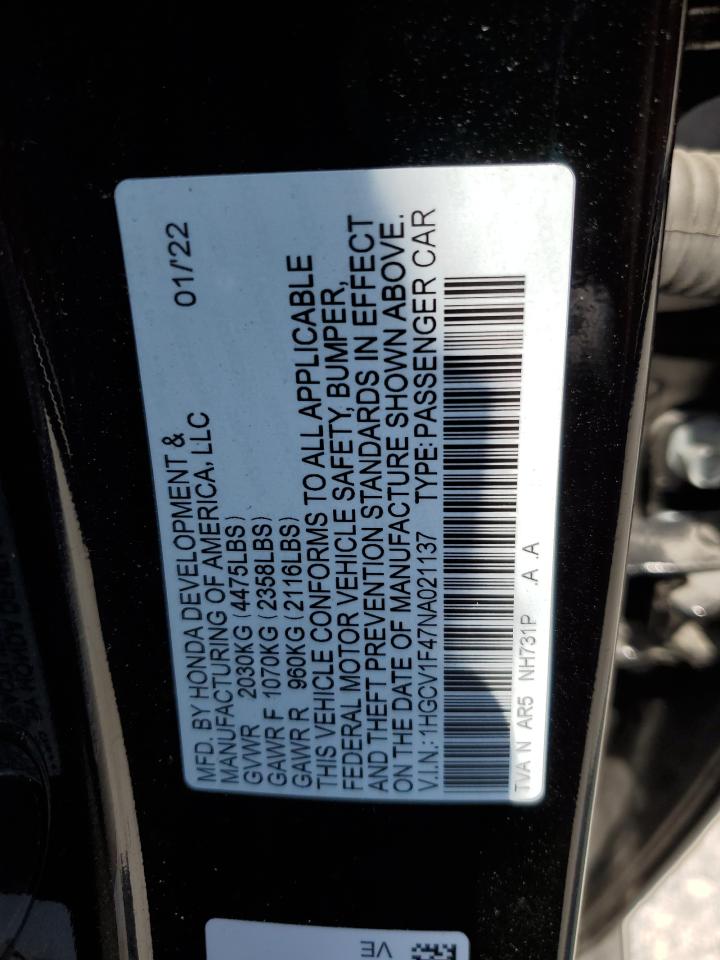 01/'22
MFD. BY HONDA DEVELOPMENT &
MANUFACTURING OF AMERICA, LLC
GVWR 2030KG (4475LBS)
GAWR F 1070KG (2358LBS)
GAWR R 960KG (2116LBS)
THIS VEHICLE CONFORMS TO ALL APPLICABLE
FEDERAL MOTOR VEHICLE SAFETY, BUMPER,
AND THEFT PREVENTION STANDARDS IN EFFECT
ON THE DATE OF MANUFACTURE SHOWN ABOVE.
V.I.N.: 1HGCV1F47NA021137 TYPE: PASSENGER CAR
TVA N AR5 NH731P .A .A
VE